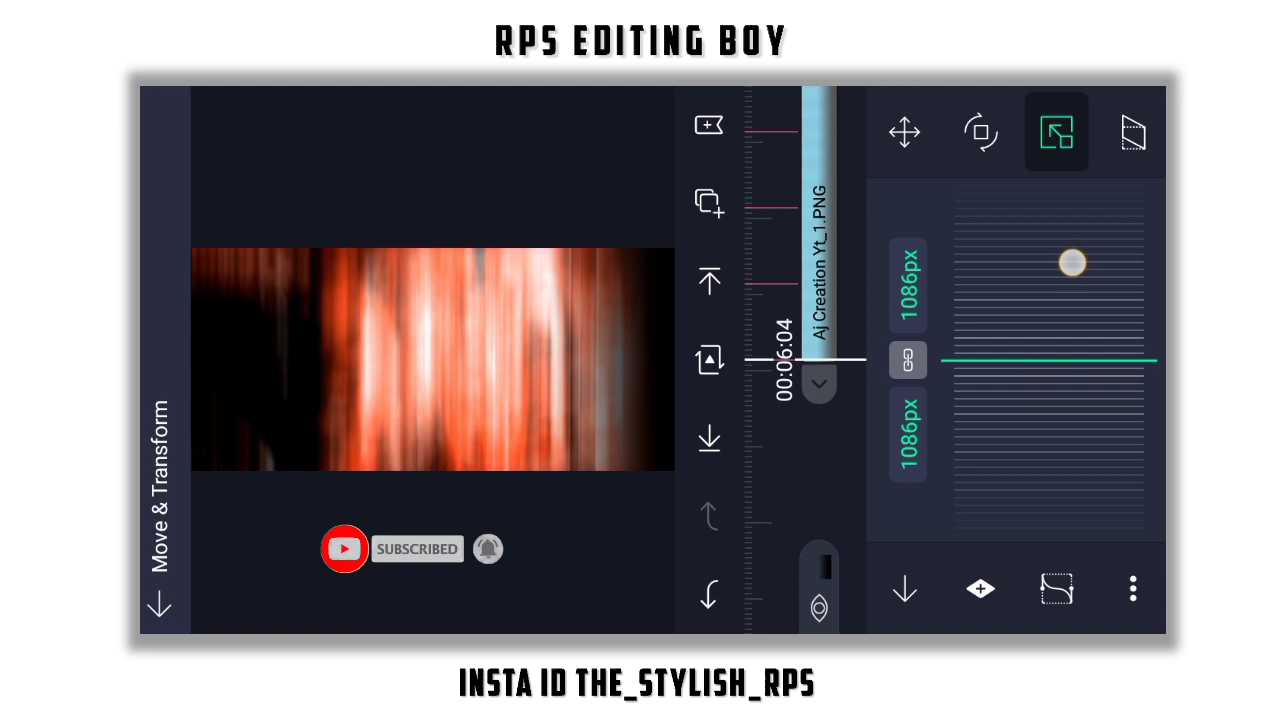 RPS EDITING BOY
Move & Transform
SUBSCRIBED
00:06:04
Aj Creation Yt_1.PNG
1086px
1086px
INSTA ID THE_STYLISH_RPS